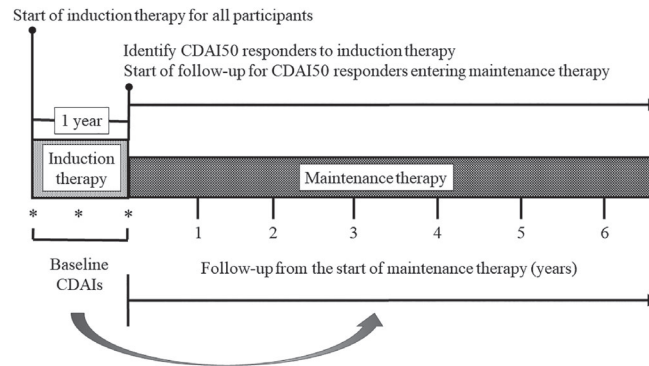 Start of induction therapy for all participants
Identify CDAI50 responders to induction therapy
Start of follow-up for CDAI50 responders entering maintenance therapy
1 year
Induction
therapy
Maintenance therapy
* * *
1 2 3 4 5 6
Baseline
CDAIs
Follow-up from the start of maintenance therapy (years)